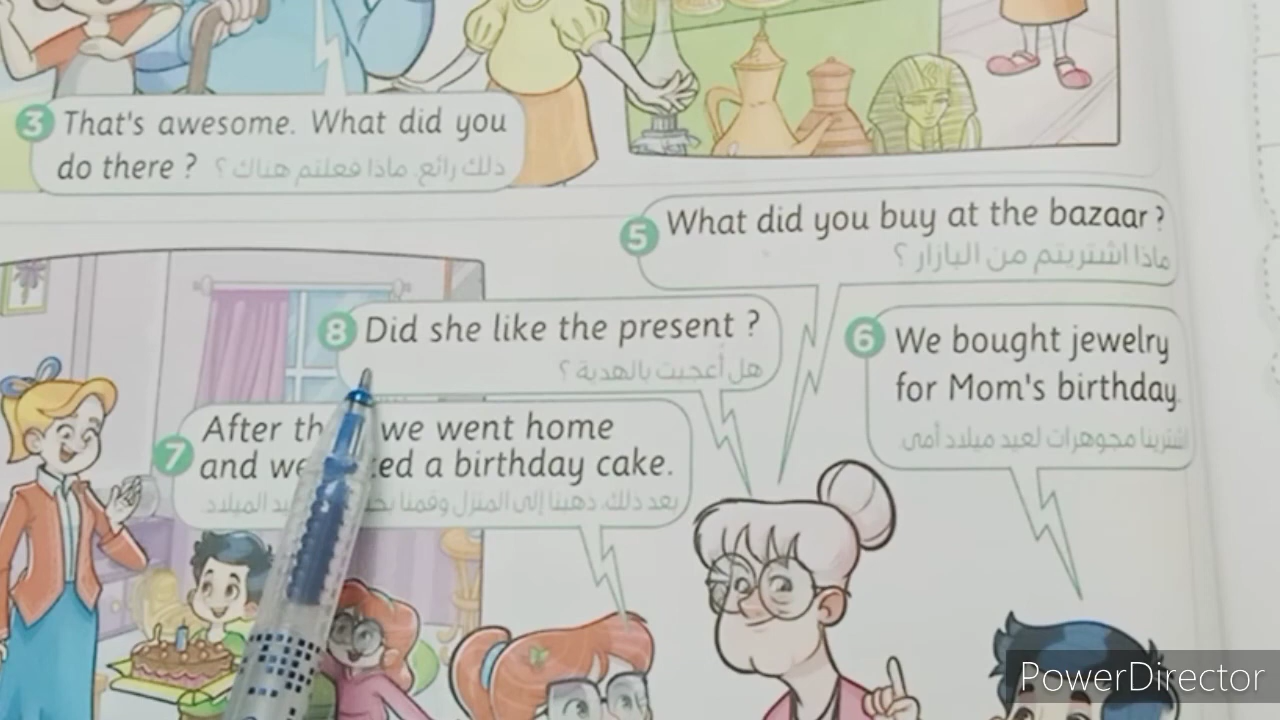 3 That's awesome. What did you
do there ? ذلك رائع. ماذا فعلتم هناك ؟
5 What did you buy at the bazaar ?
ماذا اشتريتم من البازار ؟
6 We bought jewelry
for Mom's birthday.
اشترينا مجوهرات لعيد ميلاد أمي
8 Did she like the present ?
هل أعجبت بالهدية ؟
7 After we went home
and a birthday cake.
بعد ذلك، ذهبنا إلى المنزل وقمنا الميلاد.
PowerDirector